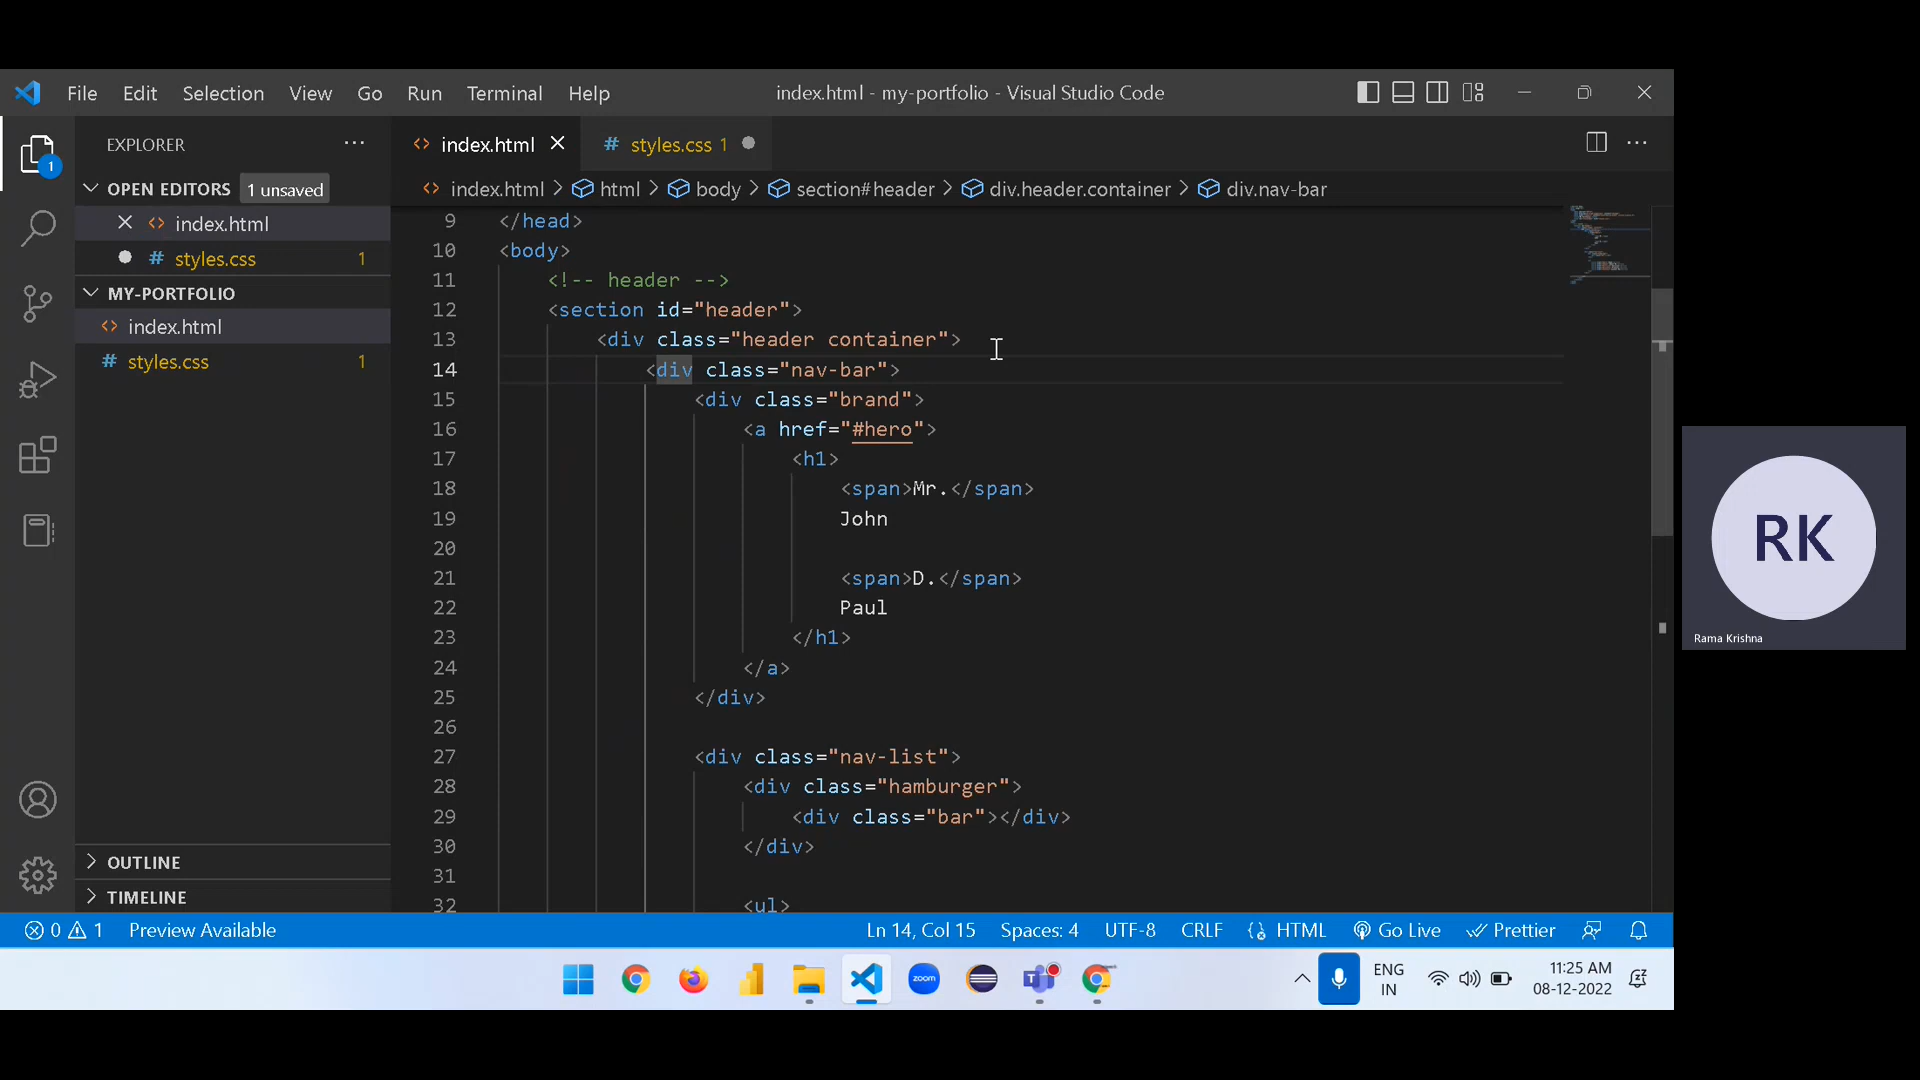 File Edit Selection View Go Run Terminal Help index.html - my-portfolio - Visual Studio Code
EXPLORER
index.html
# styles.css 1
OPEN EDITORS 1 unsaved
index.html > html > body > section#header > div.header.container > div.nav-bar
index.html
# styles.css 1
MY-PORTFOLIO
index.html
# styles.css 1
OUTLINE
TIMELINE
1
9 </head>
10 <body>
11 <!-- header -->
12 <section id="header">
13 <div class="header container">
14 <div class="nav-bar">
15 <div class="brand">
16 <a href="#hero">
17 <h1>
18 <span>Mr.</span>
19 John
20
21 <span>D.</span>
22 Paul
23 </h1>
24 </a>
25 </div>
26
27 <div class="nav-list">
28 <div class="hamburger">
29 <div class="bar"></div>
30 </div>
31
32 <ul>
0 1 Preview Available Ln 14, Col 15 Spaces: 4 UTF-8 CRLF HTML Go Live Prettier
zoom
ENG
IN
11:25 AM
08-12-2022
RK
Rama Krishna